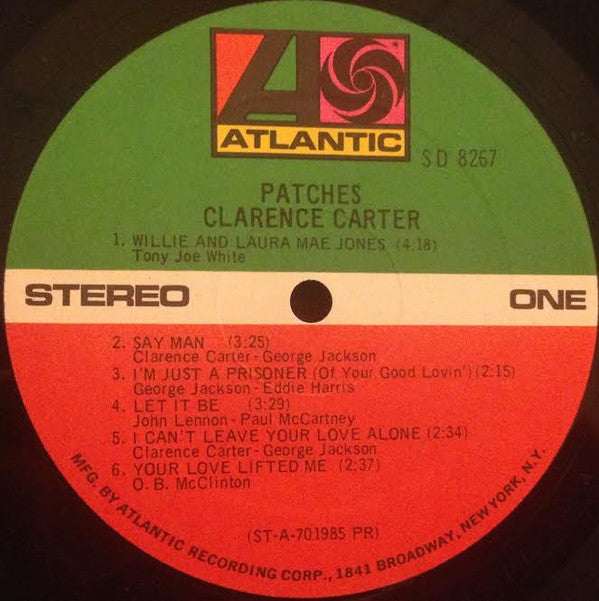 ATLANTIC
SD 8267
PATCHES
CLARENCE CARTER
1. WILLIE AND LAURA MAE JONES (4:18)
Tony Joe White
STEREO
ONE
2. SAY MAN (3:25)
Clarence Carter - George Jackson
3. I'M JUST A PRISONER (Of Your Good Lovin') (2:15)
George Jackson - Eddie Harris
4. LET IT BE (3:29)
John Lennon - Paul McCartney
5. I CAN'T LEAVE YOUR LOVE ALONE (2:34)
Clarence Carter - George Jackson
6. YOUR LOVE LIFTED ME (2:37)
O. B. McClinton
(ST-A-701985 PR)
MFG. BY ATLANTIC RECORDING CORP., 1841 BROADWAY, NEW YORK, N.Y.